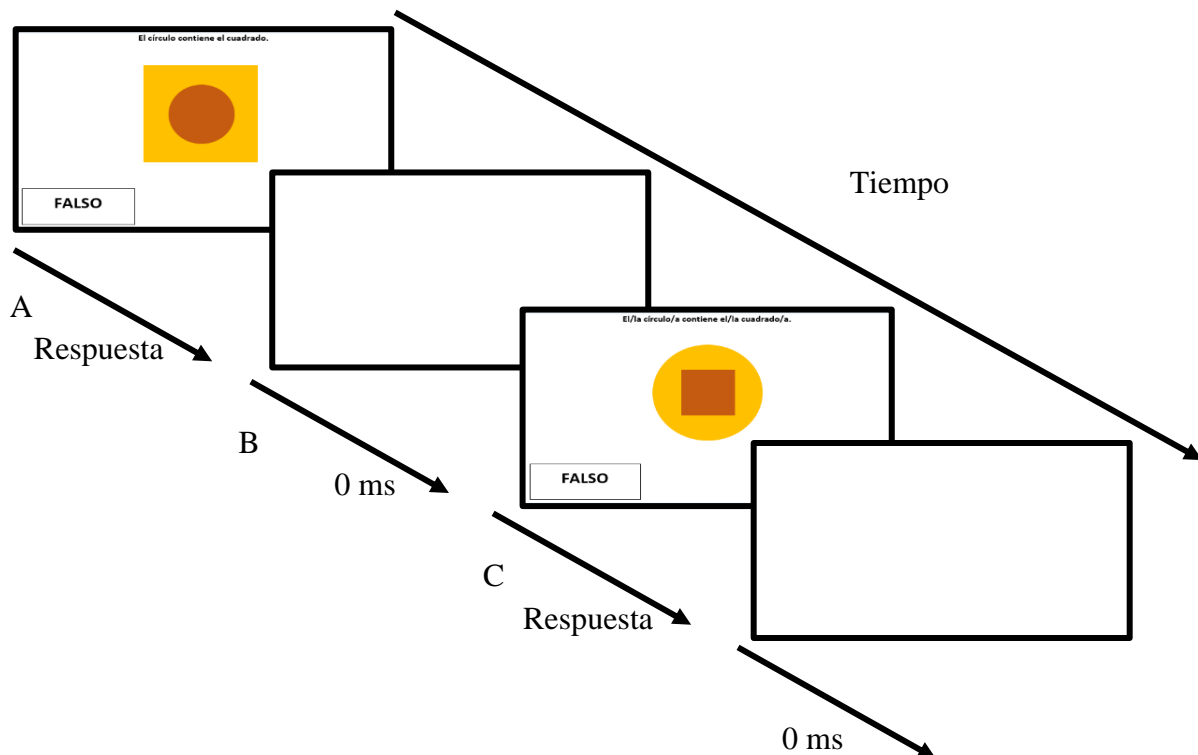 El círculo contiene el cuadrado.
FALSO
Tiempo
A
Respuesta
El/la círculo/a contiene el/la cuadrado/a.
B
0 ms
FALSO
C
Respuesta
0 ms